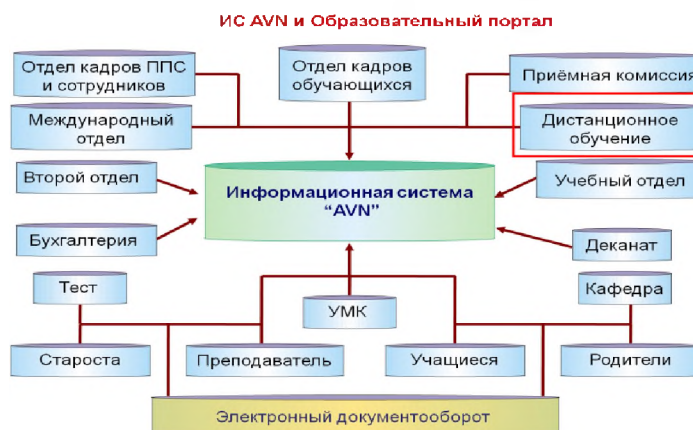 ИС AVN и Образовательный портал
Отдел кадров ППС
и сотрудников
Отдел кадров
обучающихся
Приёмная комиссия
Международный
отдел
Дистанционное
обучение
Второй отдел
Информационная система
“AVN”
Учебный отдел
Бухгалтерия
Деканат
Тест
УМК
Кафедра
Староста
Преподаватель
Учащиеся
Родители
Электронный документооборот